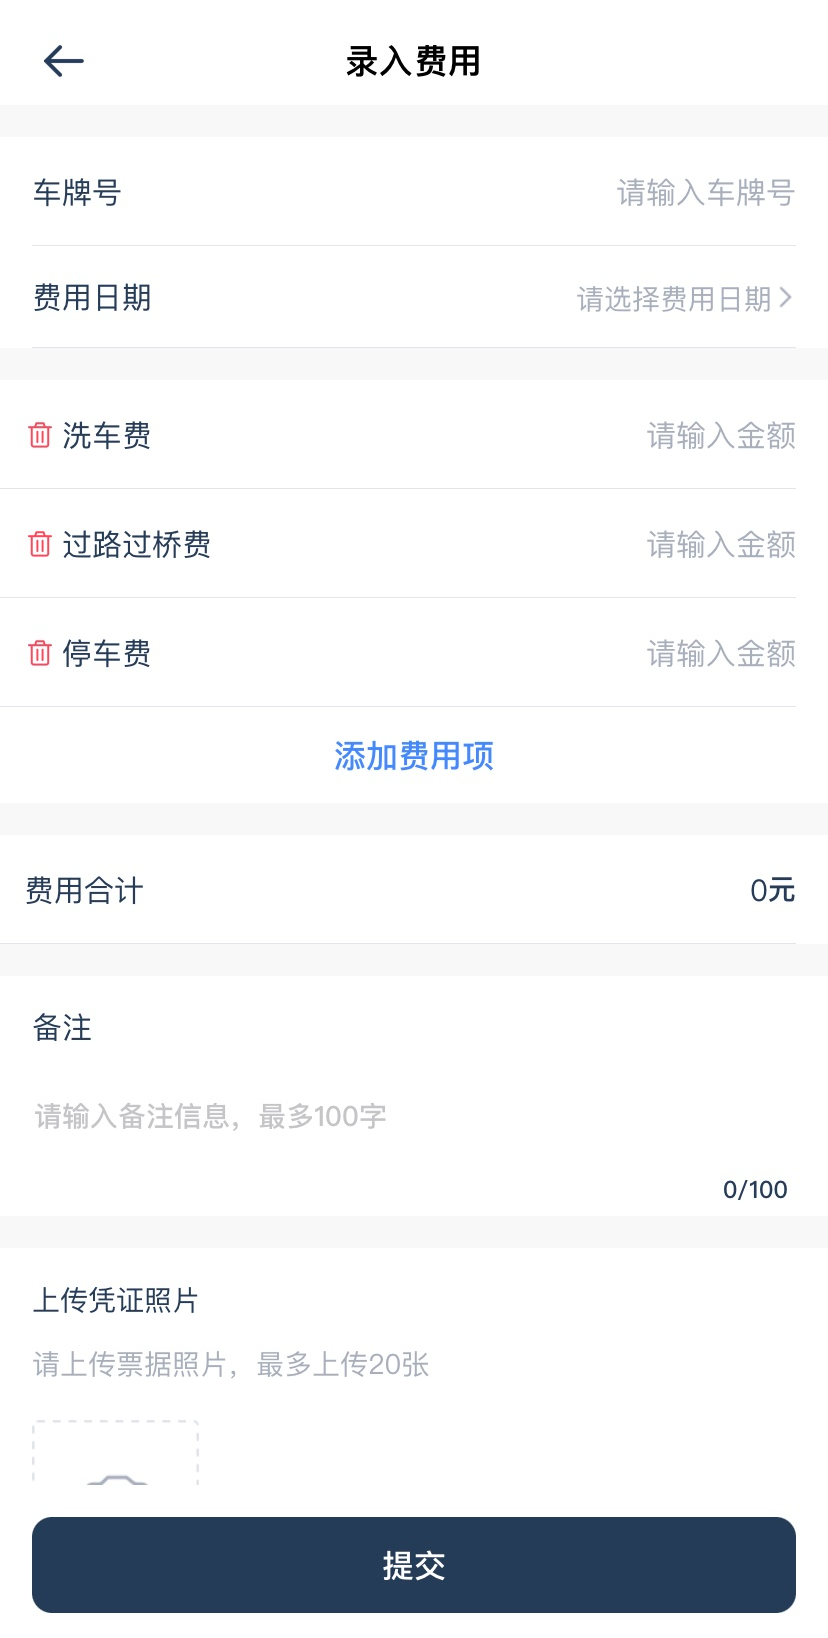 录入费用
车牌号 请输入车牌号
费用日期 请选择费用日期
洗车费 请输入金额
过路过桥费 请输入金额
停车费 请输入金额
添加费用项
费用合计 0元
备注
请输入备注信息，最多100字
0/100
上传凭证照片
请上传票据照片，最多上传20张
提交